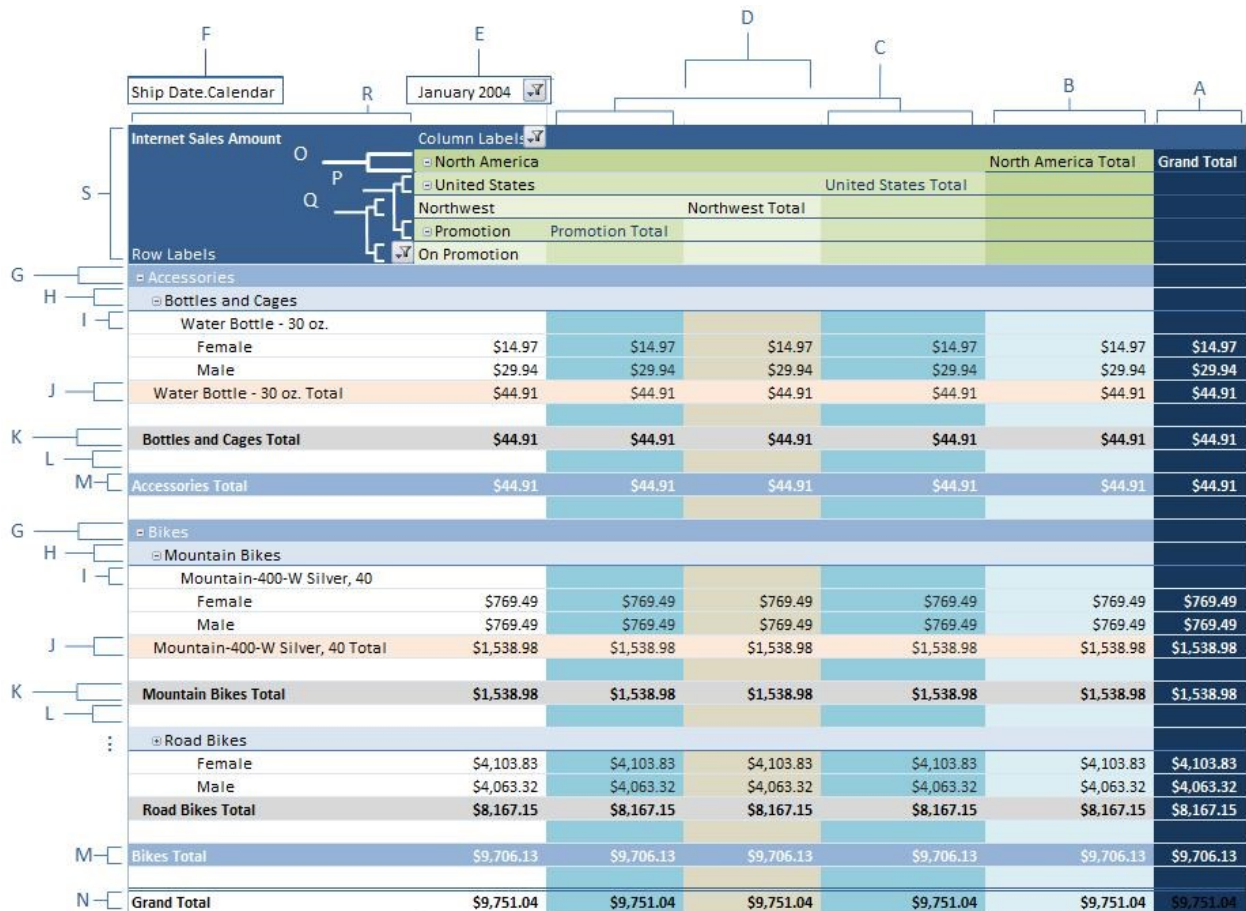 D
F E
C
Ship Date.Calendar January 2004
R B A
Internet Sales Amount Column Labels
O North America North America Total Grand Total
P United States United States Total
S
Q Northwest Northwest Total
Promotion Promotion Total
Row Labels On Promotion
G Accessories
H Bottles and Cages
I Water Bottle - 30 oz.
Female $14.97 $14.97 $14.97 $14.97 $14.97 $14.97
Male $29.94 $29.94 $29.94 $29.94 $29.94 $29.94
J Water Bottle - 30 oz. Total $44.91 $44.91 $44.91 $44.91 $44.91 $44.91
K Bottles and Cages Total $44.91 $44.91 $44.91 $44.91 $44.91 $44.91
L
M Accessories Total $44.91 $44.91 $44.91 $44.91 $44.91 $44.91
G Bikes
H Mountain Bikes
I Mountain-400-W Silver, 40
Female $769.49 $769.49 $769.49 $769.49 $769.49 $769.49
Male $769.49 $769.49 $769.49 $769.49 $769.49 $769.49
J Mountain-400-W Silver, 40 Total $1,538.98 $1,538.98 $1,538.98 $1,538.98 $1,538.98 $1,538.98
K Mountain Bikes Total $1,538.98 $1,538.98 $1,538.98 $1,538.98 $1,538.98 $1,538.98
L
⋮ Road Bikes
Female $4,103.83 $4,103.83 $4,103.83 $4,103.83 $4,103.83 $4,103.83
Male $4,063.32 $4,063.32 $4,063.32 $4,063.32 $4,063.32 $4,063.32
Road Bikes Total $8,167.15 $8,167.15 $8,167.15 $8,167.15 $8,167.15 $8,167.15
M Bikes Total $9,706.13 $9,706.13 $9,706.13 $9,706.13 $9,706.13 $9,706.13
N Grand Total $9,751.04 $9,751.04 $9,751.04 $9,751.04 $9,751.04 $9,751.04